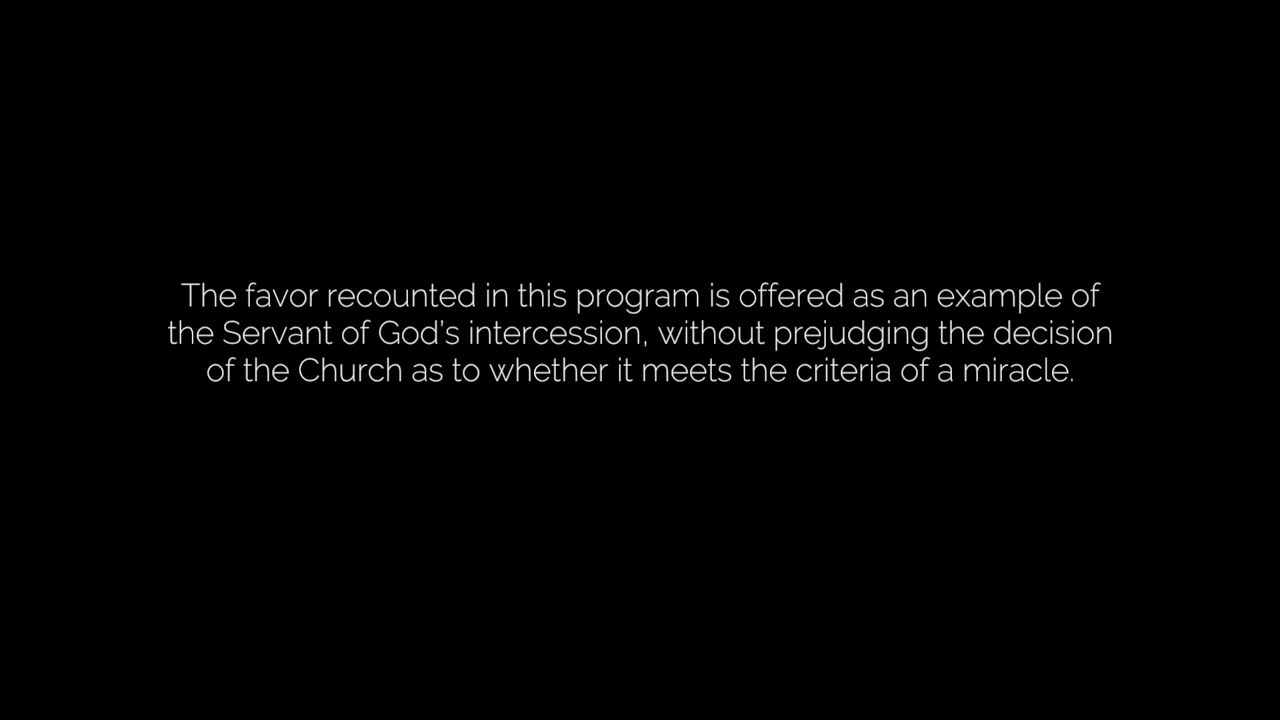 The favor recounted in this program is offered as an example of
the Servant of God's intercession, without prejudging the decision
of the Church as to whether it meets the criteria of a miracle.